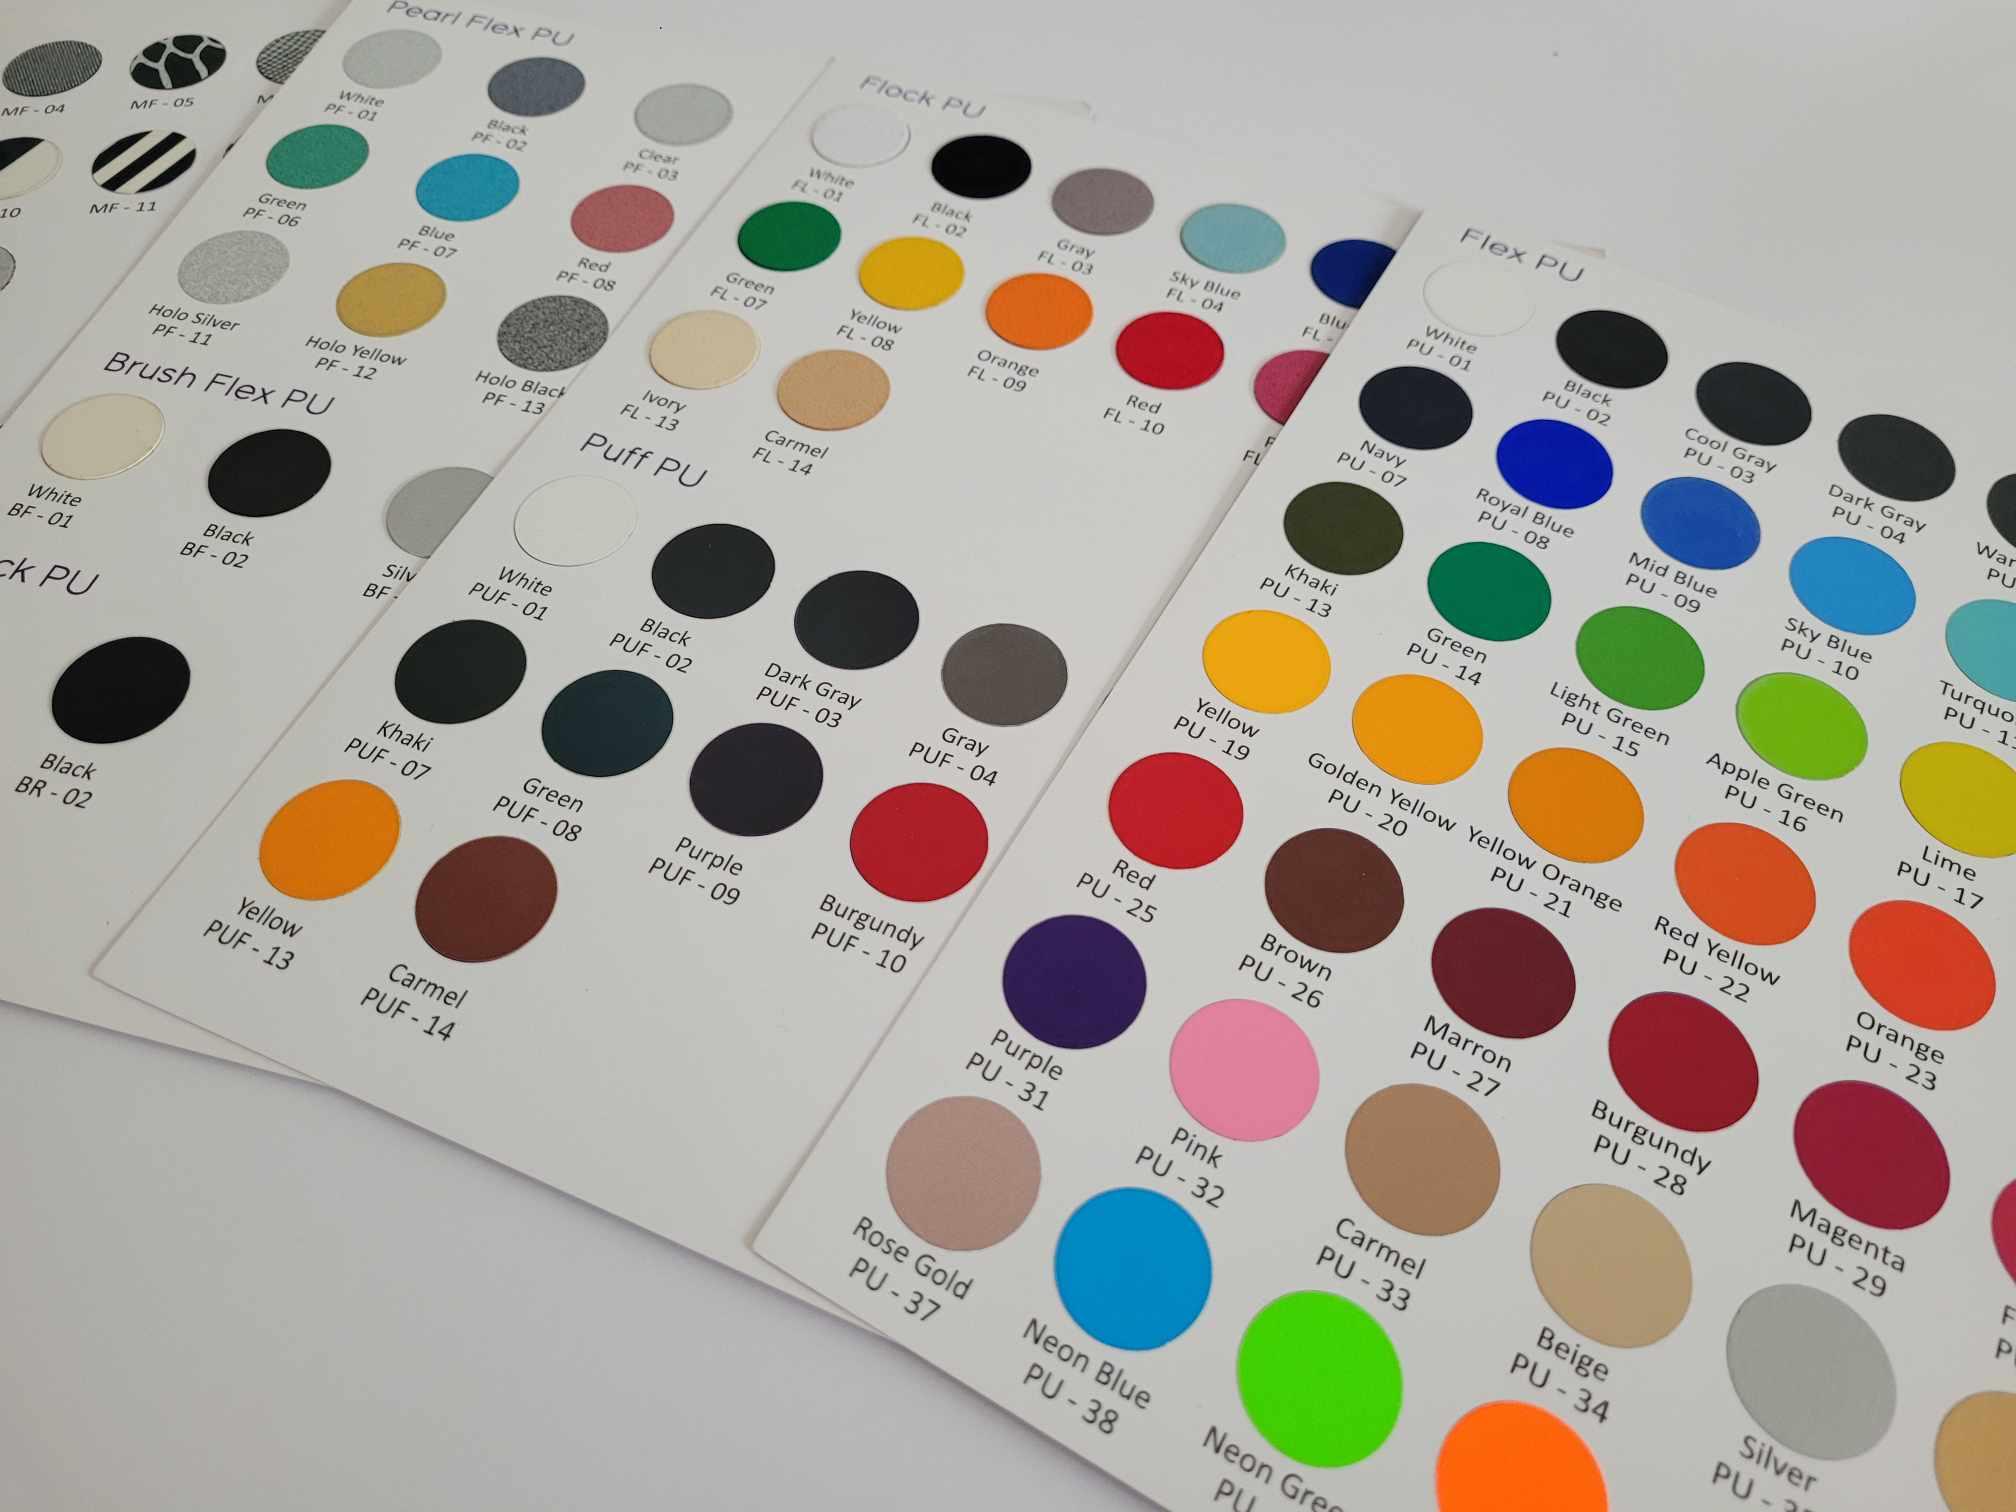 MF - 04
MF - 05
MF - 11
Pearl Flex PU
White
PF - 01
Black
PF - 02
Clear
PF - 03
Green
PF - 06
Blue
PF - 07
Red
PF - 08
Holo Silver
PF - 11
Holo Yellow
PF - 12
Holo Black
PF - 13
Brush Flex PU
White
BF - 01
Black
BF - 02
PU
Black
BR - 02
Flock PU
White
FL - 01
Black
FL - 02
Gray
FL - 03
Sky Blue
FL - 04
Green
FL - 07
Yellow
FL - 08
Orange
FL - 09
Red
FL - 10
Ivory
FL - 13
Carmel
FL - 14
Puff PU
White
PUF - 01
Black
PUF - 02
Dark Gray
PUF - 03
Gray
PUF - 04
Khaki
PUF - 07
Green
PUF - 08
Purple
PUF - 09
Burgundy
PUF - 10
Yellow
PUF - 13
Carmel
PUF - 14
Flex PU
White
PU - 01
Black
PU - 02
Cool Gray
PU - 03
Dark Gray
PU - 04
Navy
PU - 07
Royal Blue
PU - 08
Mid Blue
PU - 09
Sky Blue
PU - 10
Khaki
PU - 13
Green
PU - 14
Light Green
PU - 15
Apple Green
PU - 16
Lime
PU - 17
Yellow
PU - 19
Golden Yellow
PU - 20
Yellow Orange
PU - 21
Red Yellow
PU - 22
Orange
PU - 23
Red
PU - 25
Brown
PU - 26
Marron
PU - 27
Burgundy
PU - 28
Magenta
PU - 29
Purple
PU - 31
Pink
PU - 32
Carmel
PU - 33
Beige
PU - 34
Silver
PU -
Rose Gold
PU - 37
Neon Blue
PU - 38
Neon Gree
PU